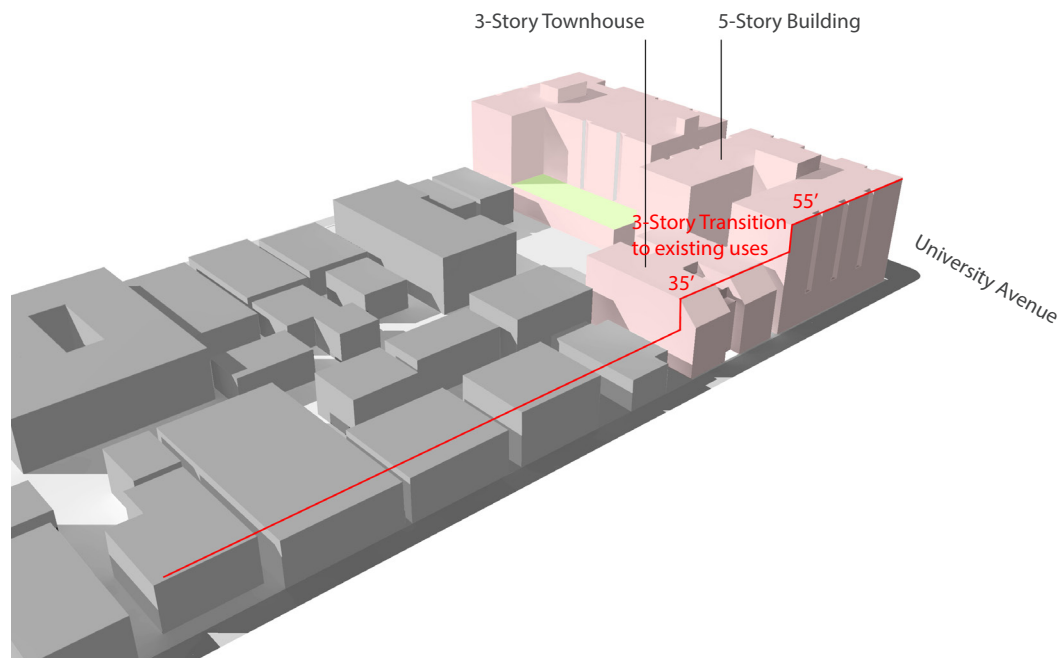 3-Story Townhouse
5-Story Building
55’
3-Story Transition
to existing uses
35’
University Avenue